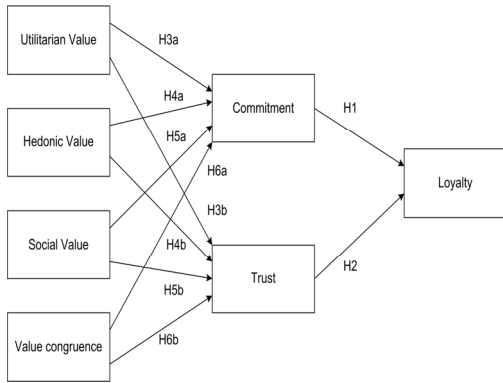 Utilitarian Value
H3a
H4a
Commitment
H1
Hedonic Value
H5a
H6a
Loyalty
H3b
Social Value
H4b
Trust
H2
H5b
Value congruence
H6b